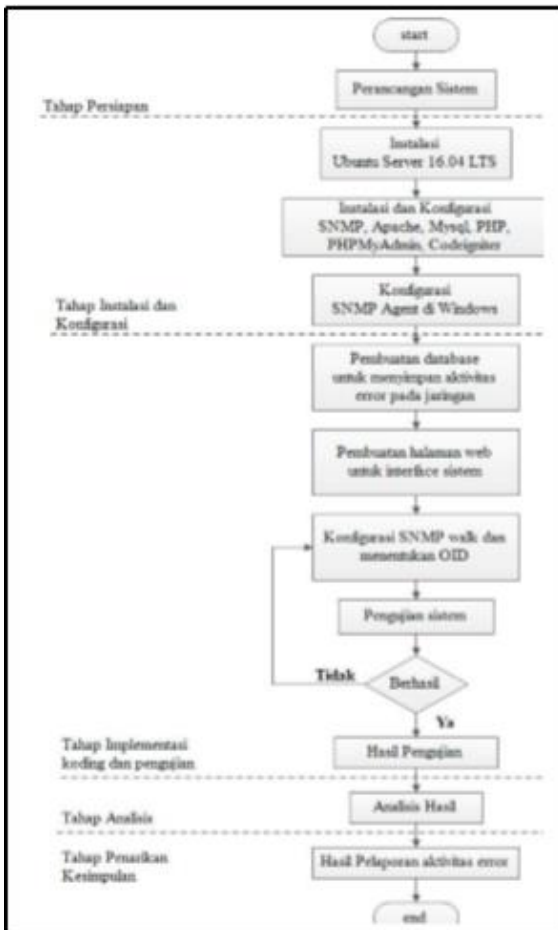 start
Perancangan Sistem
Tahap Persiapan
Instalasi
Ubuntu Server 16.04 LTS
Instalasi dan Konfigurasi
SNMP, Apache, Mysql, PHP,
PHPMyAdmin, Codeigniter
Konfigurasi
SNMP Agent di Windows
Tahap Instalasi dan
Konfigurasi
Pembuatan database
untuk menyimpan aktivitas
error pada jaringan
Pembuatan halaman web
untuk interface sistem
Konfigurasi SNMP walk dan
menentukan OID
Pengujian sistem
Tidak
Berhasil
Ya
Tahap Implementasi
koding dan pengujian
Hasil Pengujian
Analisis Hasil
Tahap Analisis
Tahap Penarikan
Kesimpulan
Hasil Pelaporan aktivitas error
end